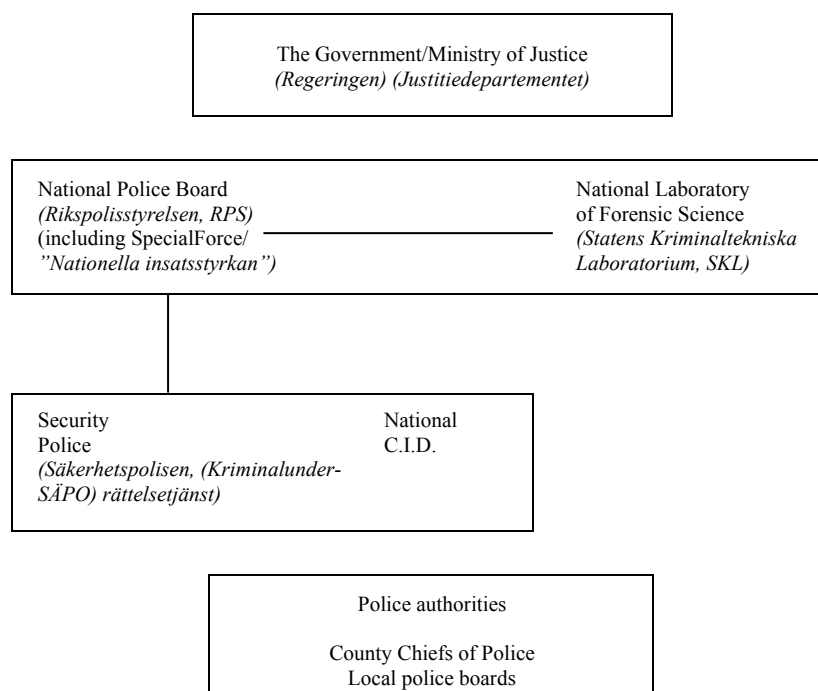 The Government/Ministry of Justice
(Regeringen) (Justitiedepartementet)
National Police Board
(Rikspolisstyrelsen, RPS)
(including SpecialForce/
”Nationella insatsstyrkan”)
National Laboratory
of Forensic Science
(Statens Kriminaltekniska
Laboratorium, SKL)
Security National
Police C.I.D.
(Säkerhetspolisen, (Kriminalunder-
SÄPO) rättelsetjänst)
Police authorities
County Chiefs of Police
Local police boards